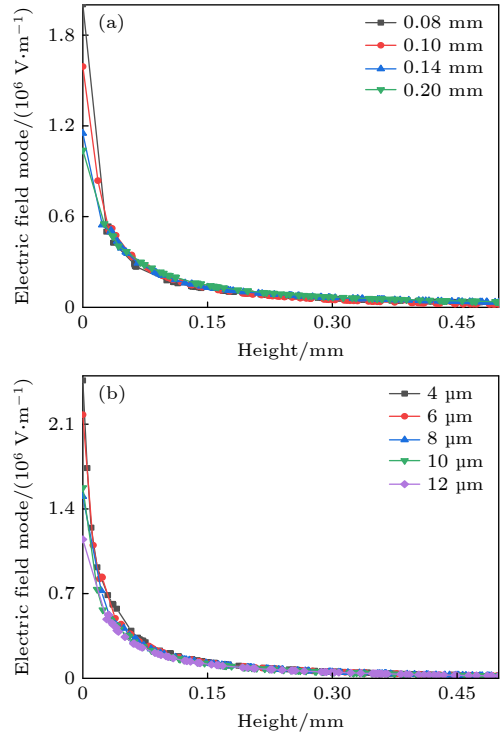 (a)
0.08 mm
0.10 mm
0.14 mm
0.20 mm
1.8
1.2
0.6
0
Electric field mode/(10⁶ V·m⁻¹)
0 0.15 0.30 0.45
Height/mm
(b)
4 μm
6 μm
8 μm
10 μm
12 μm
2.1
1.4
0.7
0
Electric field mode/(10⁶ V·m⁻¹)
0 0.15 0.30 0.45
Height/mm